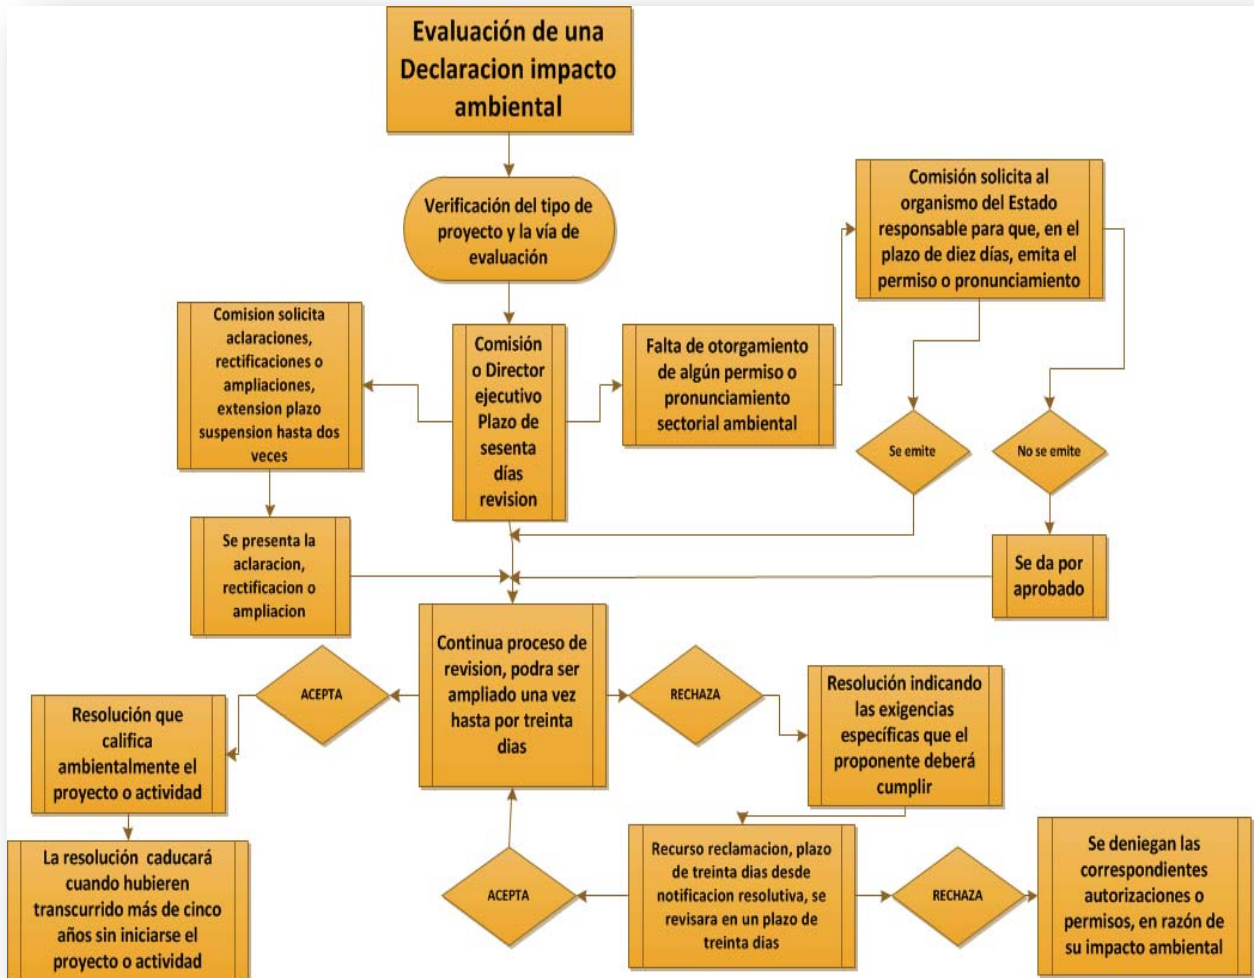 Evaluación de una
Declaracion impacto
ambiental
Verificación del tipo de
proyecto y la vía de
evaluación
Comisión solicita al
organismo del Estado
responsable para que, en el
plazo de diez días, emita el
permiso o pronunciamiento
Comision solicita
aclaraciones,
rectificaciones o
ampliaciones,
extension plazo
suspension hasta dos
veces
Comisión
o Director
ejecutivo
Plazo de
sesenta
días
revision
Falta de otorgamiento
de algún permiso o
pronunciamiento
sectorial ambiental
Se emite
No se emite
Se presenta la
aclaracion,
rectificacion o
ampliacion
Se da por
aprobado
Continua proceso de
revision, podra ser
ampliado una vez
hasta por treinta
dias
ACEPTA
RECHAZA
Resolución que
califica
ambientalmente el
proyecto o actividad
Resolución indicando
las exigencias
específicas que el
proponente deberá
cumplir
La resolución caducará
cuando hubieren
transcurrido más de cinco
años sin iniciarse el
proyecto o actividad
ACEPTA
Recurso reclamacion, plazo
de treinta dias desde
notificacion resolutiva, se
revisara en un plazo de
treinta dias
RECHAZA
Se deniegan las
correspondientes
autorizaciones o
permisos, en razón de
su impacto ambiental